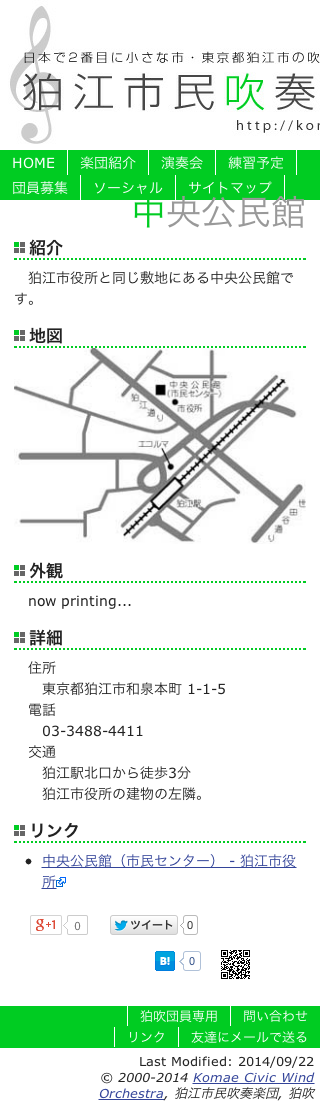 日本で2番目に小さな市・東京都狛江市の吹
狛江市民吹奏
http://kor
HOME 楽団紹介 演奏会 練習予定
団員募集 ソーシャル サイトマップ
中央公民館
紹介
狛江市役所と同じ敷地にある中央公民館で
す。
地図
中央公民館
(市民センター)
市役所
狛江通り
エコルマ
狛江駅
世田谷通り
外観
now printing...
詳細
住所
東京都狛江市和泉本町 1-1-5
電話
03-3488-4411
交通
狛江駅北口から徒歩3分
狛江市役所の建物の左隣。
リンク
中央公民館（市民センター） - 狛江市役
所
g+1 0 ツイート 0
B! 0
狛吹団員専用 問い合わせ
リンク 友達にメールで送る
Last Modified: 2014/09/22
© 2000-2014 Komae Civic Wind
Orchestra, 狛江市民吹奏楽団, 狛吹